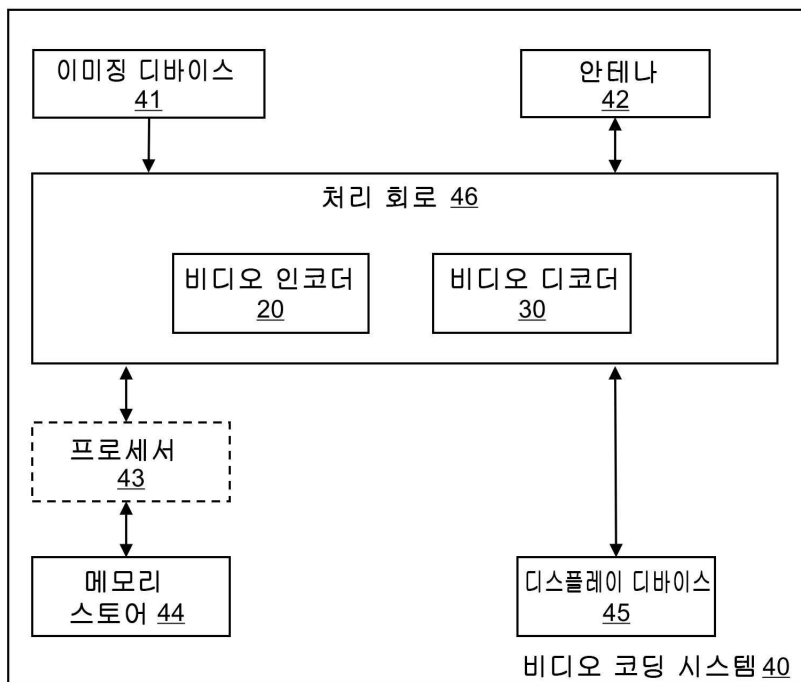 이미징 디바이스
41
안테나
42
처리 회로 46
비디오 인코더
20
비디오 디코더
30
프로세서
43
메모리
스토어 44
디스플레이 디바이스
45
비디오 코딩 시스템 40